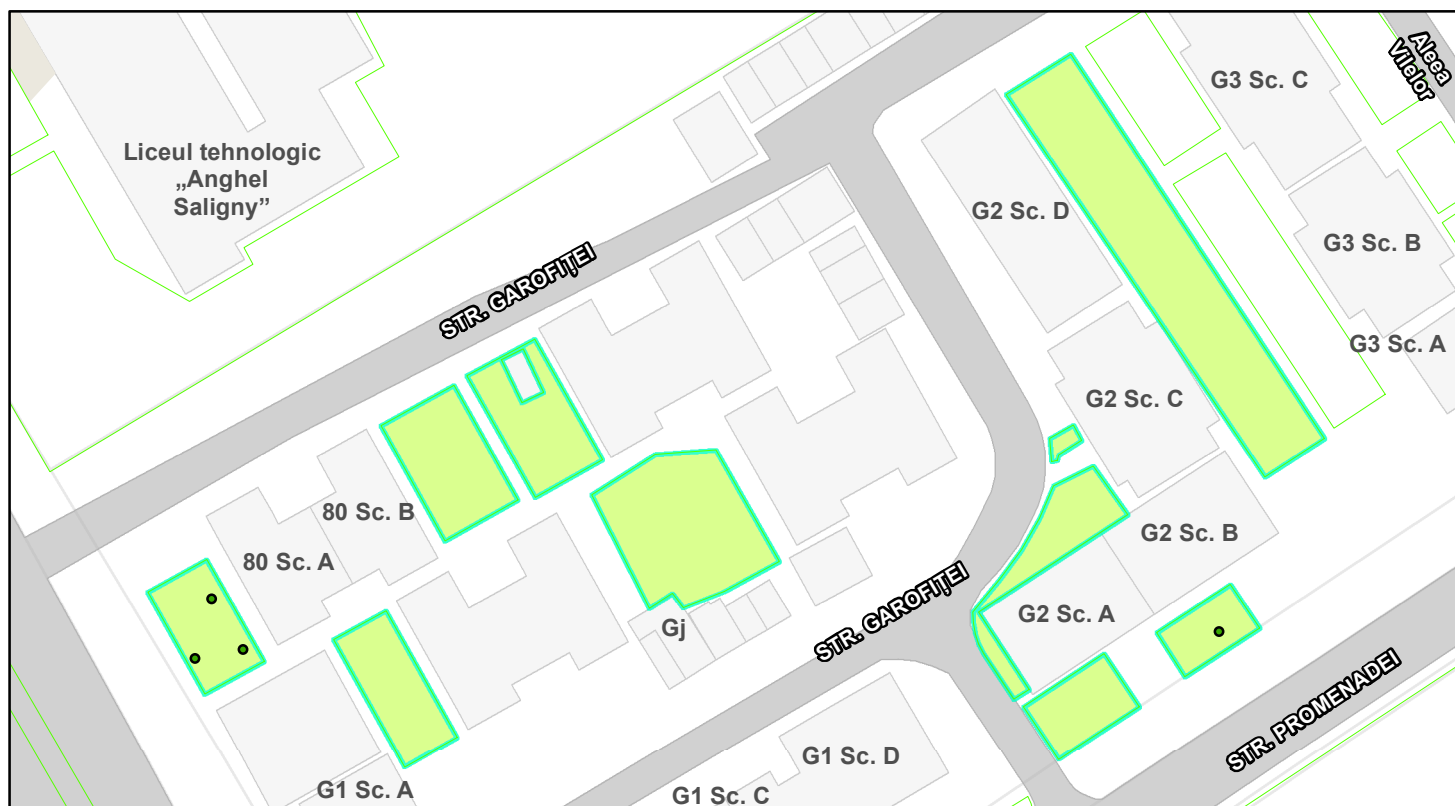 Aleea
Vilelor
G3 Sc. C
Liceul tehnologic
„Anghel
Saligny”
G2 Sc. D
G3 Sc. B
STR. GAROFIȚEI
G3 Sc. A
G2 Sc. C
80 Sc. B
G2 Sc. B
80 Sc. A
STR. GAROFIȚEI
G2 Sc. A
Gj
STR. PROMENADEI
G1 Sc. D
G1 Sc. A
G1 Sc. C